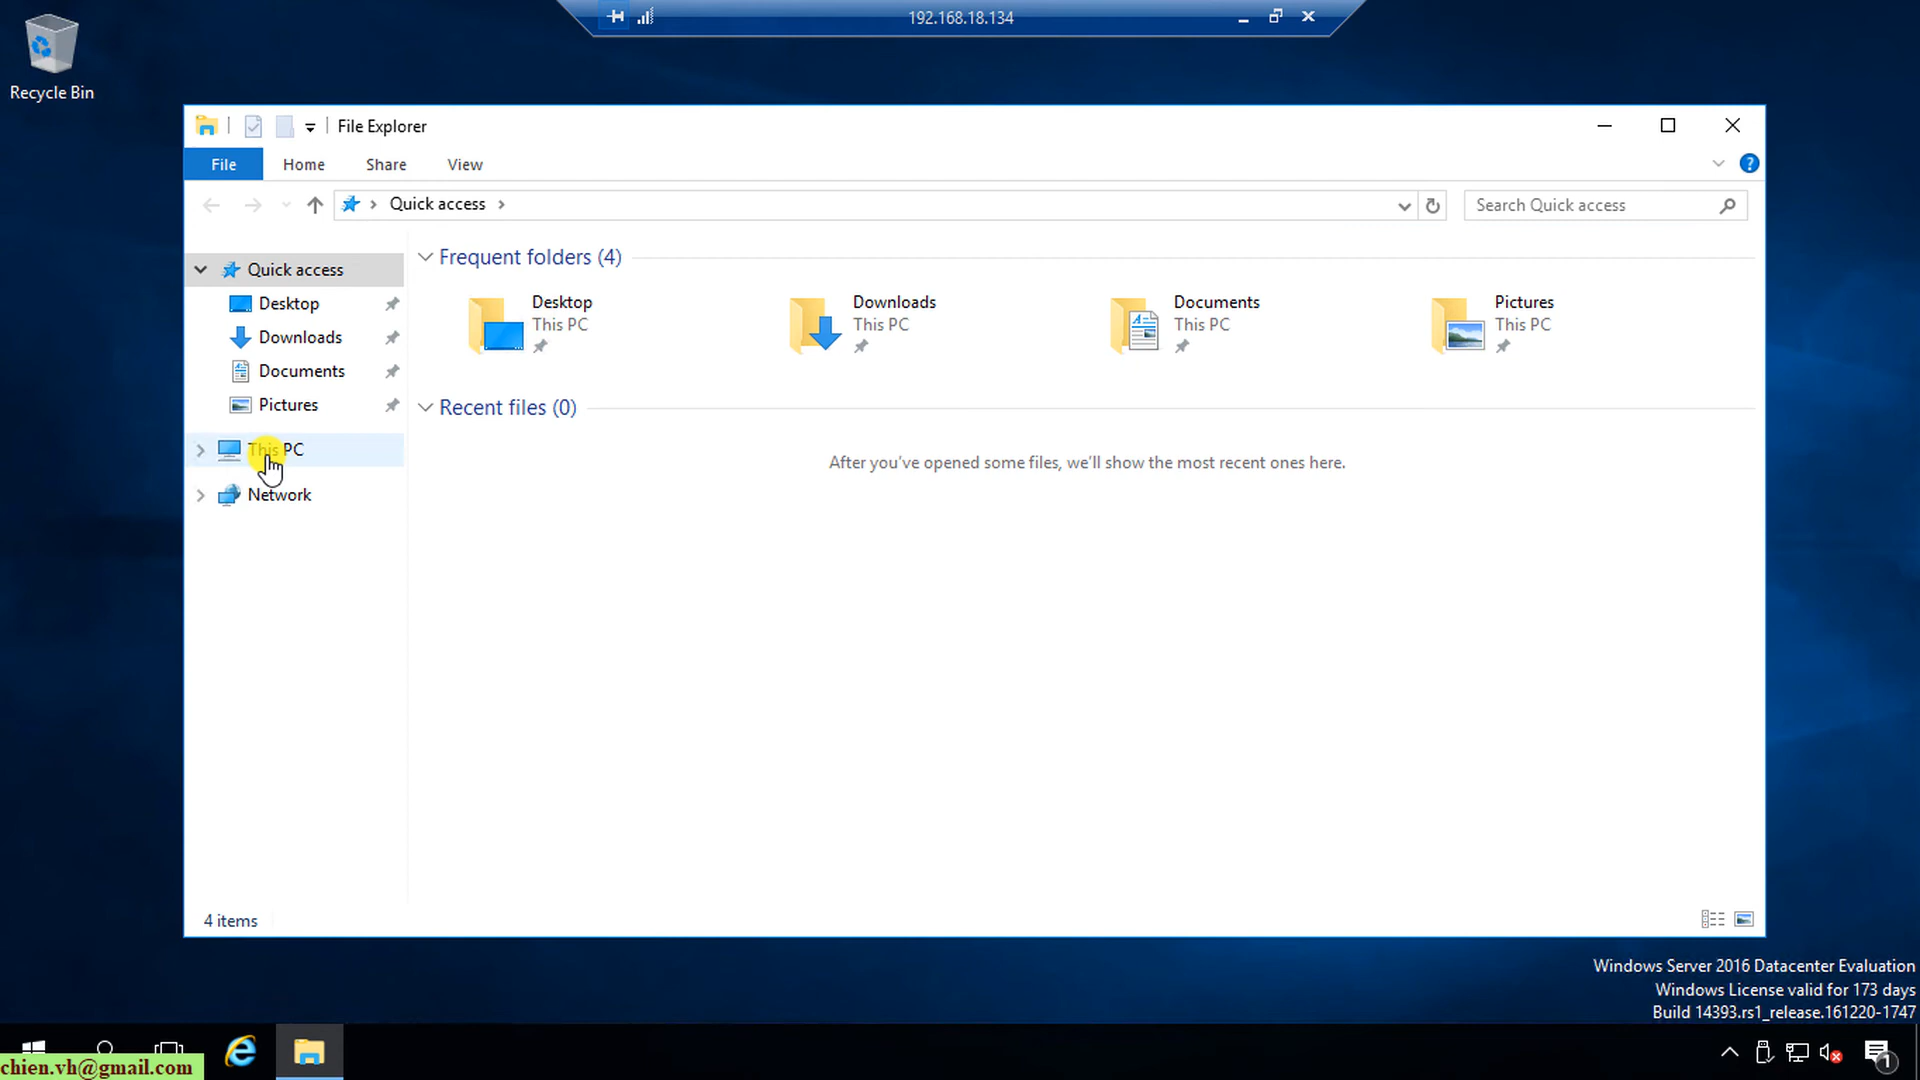 192.168.18.134
Recycle Bin
File Explorer
File
Home
Share
View
Quick access
Search Quick access
Quick access
Desktop
Downloads
Documents
Pictures
This PC
Network
Frequent folders (4)
Desktop
This PC
Downloads
This PC
Documents
This PC
Pictures
This PC
Recent files (0)
After you've opened some files, we'll show the most recent ones here.
4 items
Windows Server 2016 Datacenter Evaluation
Windows License valid for 173 days
Build 14393.rs1_release.161220-1747
chien.vh@gmail.com
1